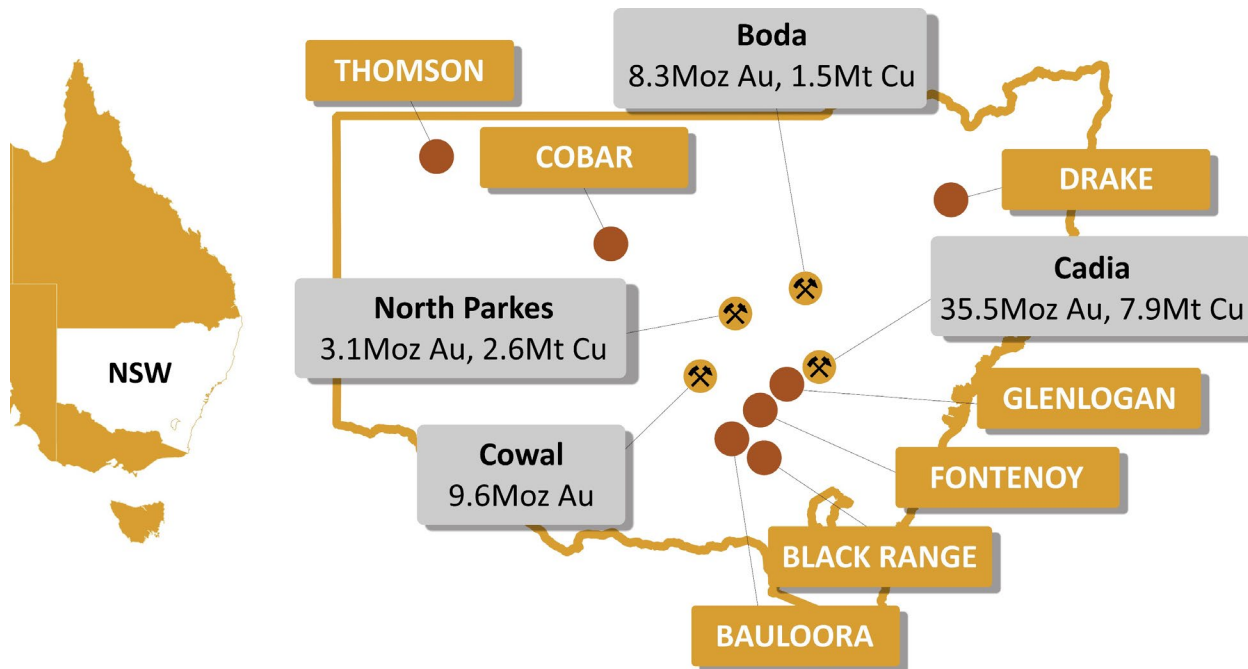 Boda
8.3Moz Au, 1.5Mt Cu
THOMSON
COBAR
DRAKE
Cadia
35.5Moz Au, 7.9Mt Cu
North Parkes
3.1Moz Au, 2.6Mt Cu
NSW
GLENLOGAN
Cowal
9.6Moz Au
FONTENOY
BLACK RANGE
BAULOORA